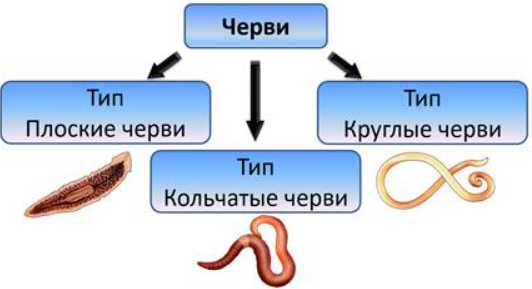 Черви
Тип
Плоские черви
Тип
Кольчатые черви
Тип
Круглые черви